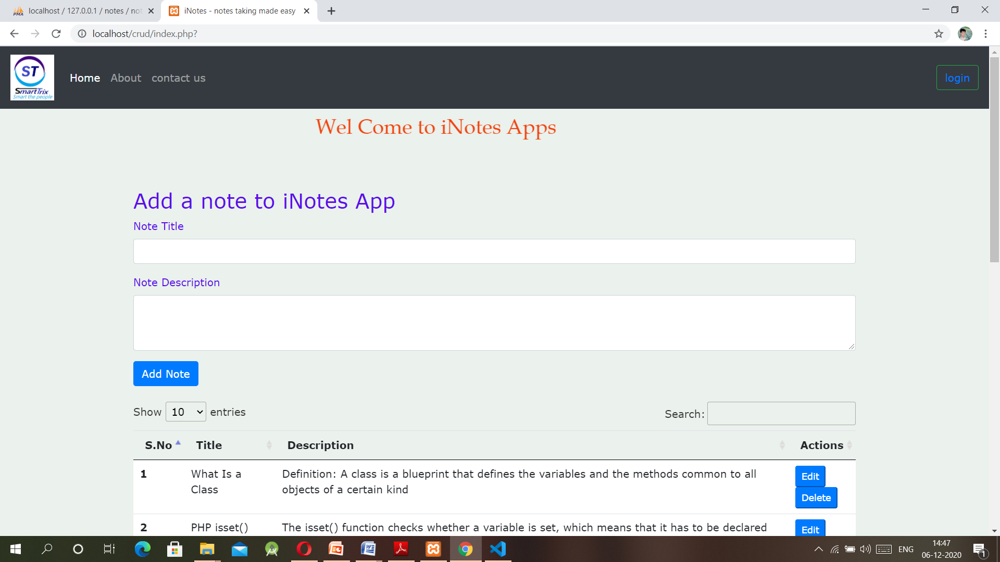 localhost / 127.0.0.1 / notes / not
iNotes - notes taking made easy
localhost/crud/index.php?
ST
SmartTrix
Smart the people
Home
About
contact us
login
Wel Come to iNotes Apps
Add a note to iNotes App
Note Title
Note Description
Add Note
Show 10 entries
Search:
S.No Title Description Actions
1 What Is a Class
Definition: A class is a blueprint that defines the variables and the methods common to all
objects of a certain kind
Edit
Delete
2 PHP isset() The isset() function checks whether a variable is set, which means that it has to be declared
Edit
ENG
14:47
06-12-2020
1